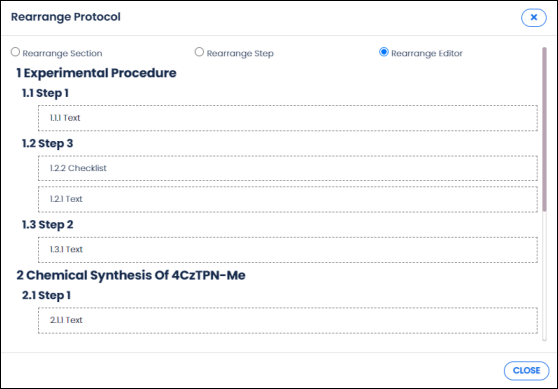 Rearrange Protocol
Rearrange Section Rearrange Step Rearrange Editor
1 Experimental Procedure
1.1 Step 1
1.1.1 Text
1.2 Step 3
1.2.2 Checklist
1.2.1 Text
1.3 Step 2
1.3.1 Text
2 Chemical Synthesis Of 4CzTPN-Me
2.1 Step 1
2.1.1 Text
CLOSE